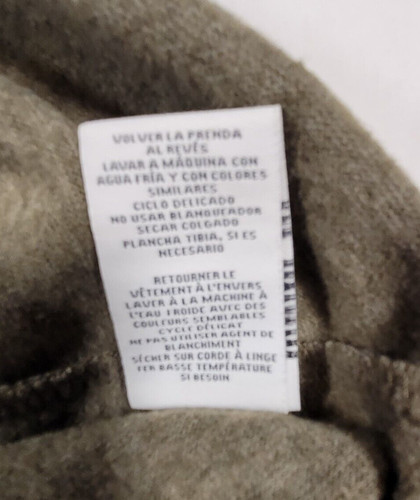 VOLVER LA PRENDA
AL REVÉS
LAVAR A MÁQUINA CON
AGUA FRÍA Y CON COLORES
SIMILARES
CICLO DELICADO
NO USAR BLANQUEADOR
SECAR COLGADO
PLANCHA TIBIA, SI ES
NECESARIO
RETOURNER LE
VÊTEMENT À L'ENVERS
LAVER À LA MACHINE À
L'EAU FROIDE AVEC DES
COULEURS SEMBLABLES
CYCLE DÉLICAT
NE PAS UTILISER AGENT DE
BLANCHIMENT
SÉCHER SUR CORDE À LINGE
FER BASSE TEMPÉRATURE
SI BESOIN